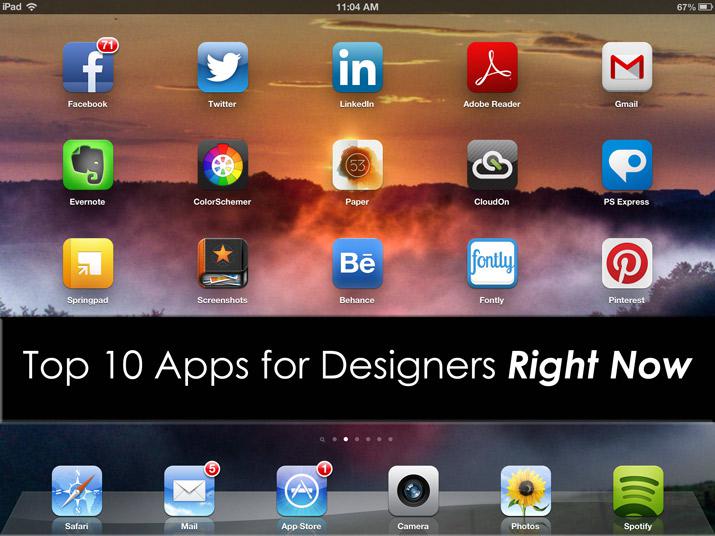 iPad 11:04 AM 67%
71
f in
Facebook Twitter LinkedIn Adobe Reader Gmail
53
Evernote ColorSchemer Paper CloudOn PS Express
Bē fontly
Springpad Screenshots Behance Fontly Pinterest
Top 10 Apps for Designers Right Now
5 1
Safari Mail App Store Camera Photos Spotify